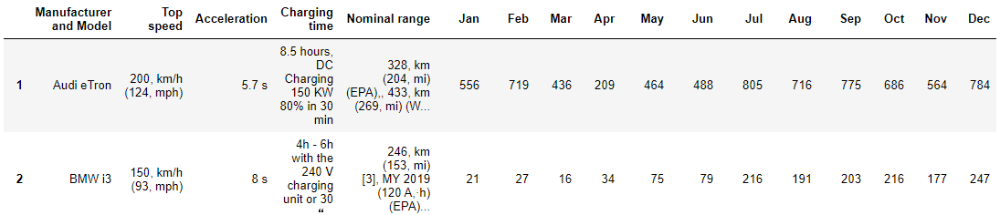 Manufacturer
and Model
Top
speed
Acceleration
Charging
time
Nominal range
Jan
Feb
Mar
Apr
May
Jun
Jul
Aug
Sep
Oct
Nov
Dec
1
Audi eTron
200, km/h
(124, mph)
5.7 s
8.5 hours,
DC
Charging
150 KW
80% in 30
min
328, km
(204, mi)
(EPA),, 433, km
(269, mi) (W...
556
719
436
209
464
488
805
716
775
686
564
784
2
BMW i3
150, km/h
(93, mph)
8 s
4h - 6h
with the
240 V
charging
unit or 30
246, km
(153, mi)
[3], MY 2019
(120 A,·h)
(EPA)...
21
27
16
34
75
79
216
191
203
216
177
247